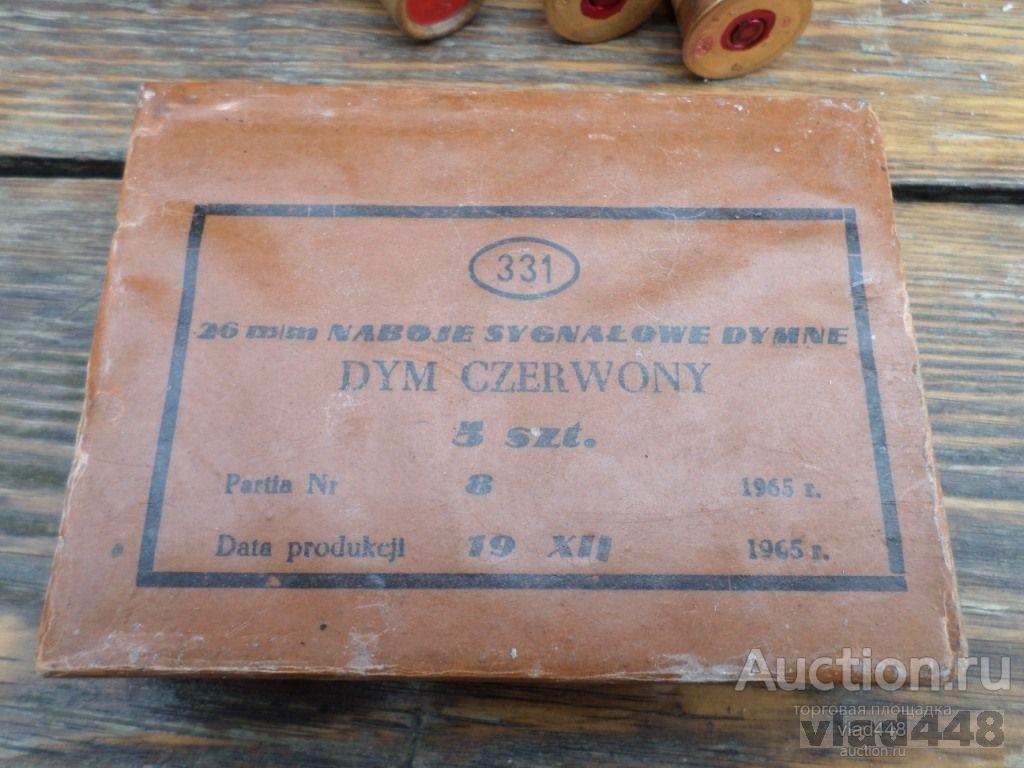 331
26 m/m NABOJE SYGNAŁOWE DYMNE
DYM CZERWONY
5 szt.
Partia Nr 8 1965 r.
Data produkcji 19 XII 1965 r.
Auction.ru
торговая площадка
vlad448
vlad448
auction.ru